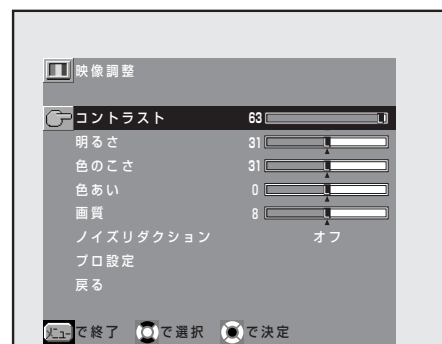 映像調整
コントラスト 63
明るさ 31
色のこさ 31
色あい 0
画質 8
ノイズリダクション オフ
プロ設定
戻る
メニューで終了 で選択 で決定